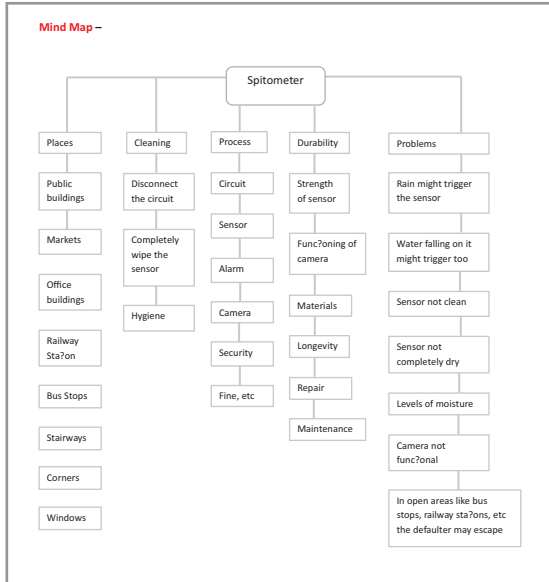 Mind Map –
Spitometer
Places
Public
buildings
Markets
Office
buildings
Railway
Sta?on
Bus Stops
Stairways
Corners
Windows
Cleaning
Disconnect
the circuit
Completely
wipe the
sensor
Hygiene
Process
Circuit
Sensor
Alarm
Camera
Security
Fine, etc
Durability
Strength
of sensor
Func?oning of
camera
Materials
Longevity
Repair
Maintenance
Problems
Rain might trigger
the sensor
Water falling on it
might trigger too
Sensor not clean
Sensor not
completely dry
Levels of moisture
Camera not
func?onal
In open areas like bus
stops, railway sta?ons, etc
the defaulter may escape